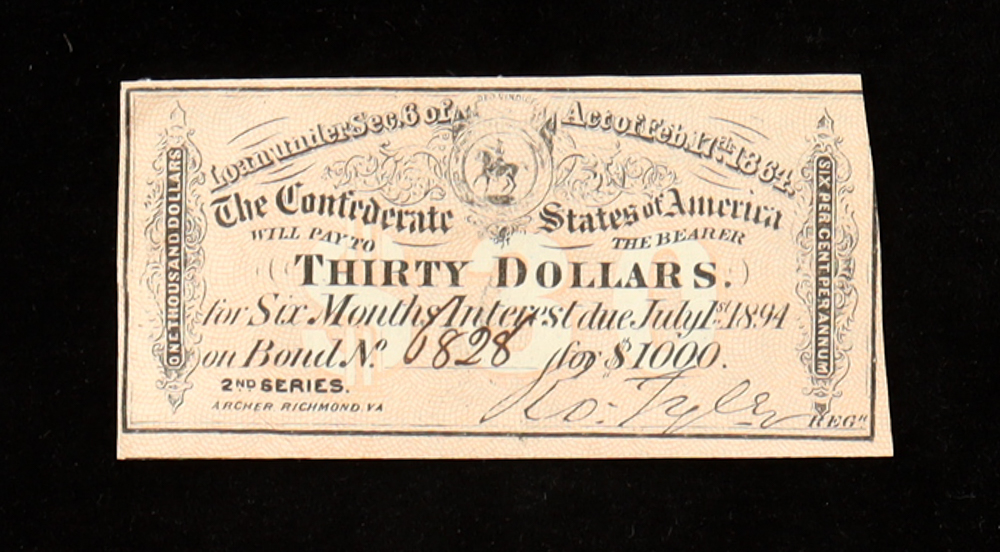 Loan under Sec. 6 of Act of Feb. 17th 1864.
The Confederate States of America
WILL PAY TO THE BEARER
THIRTY DOLLARS.
for Six Months Interest due July 1st 1894
on Bond No. 6828 for $1000.
2ND SERIES.
ARCHER RICHMOND, VA
Ro: Tyler REGR
ONE THOUSAND DOLLARS
SIX PER CENT PER ANNUM
$30